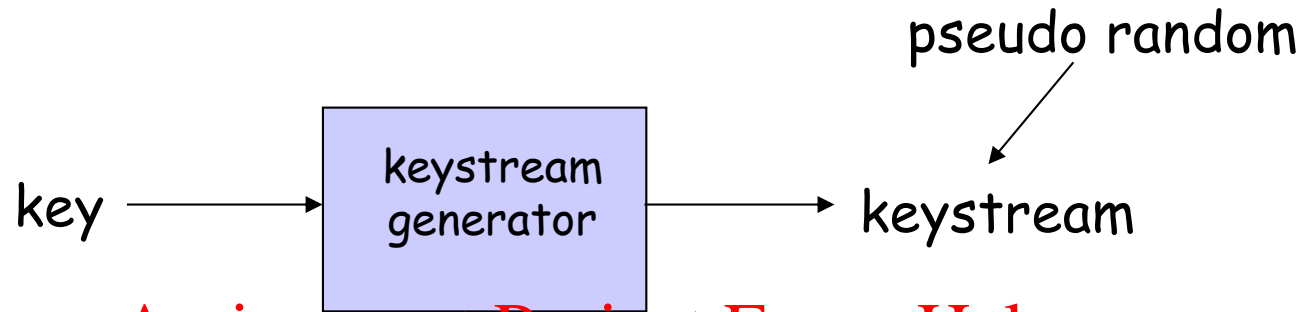 pseudo random
keystream
generator
key
keystream